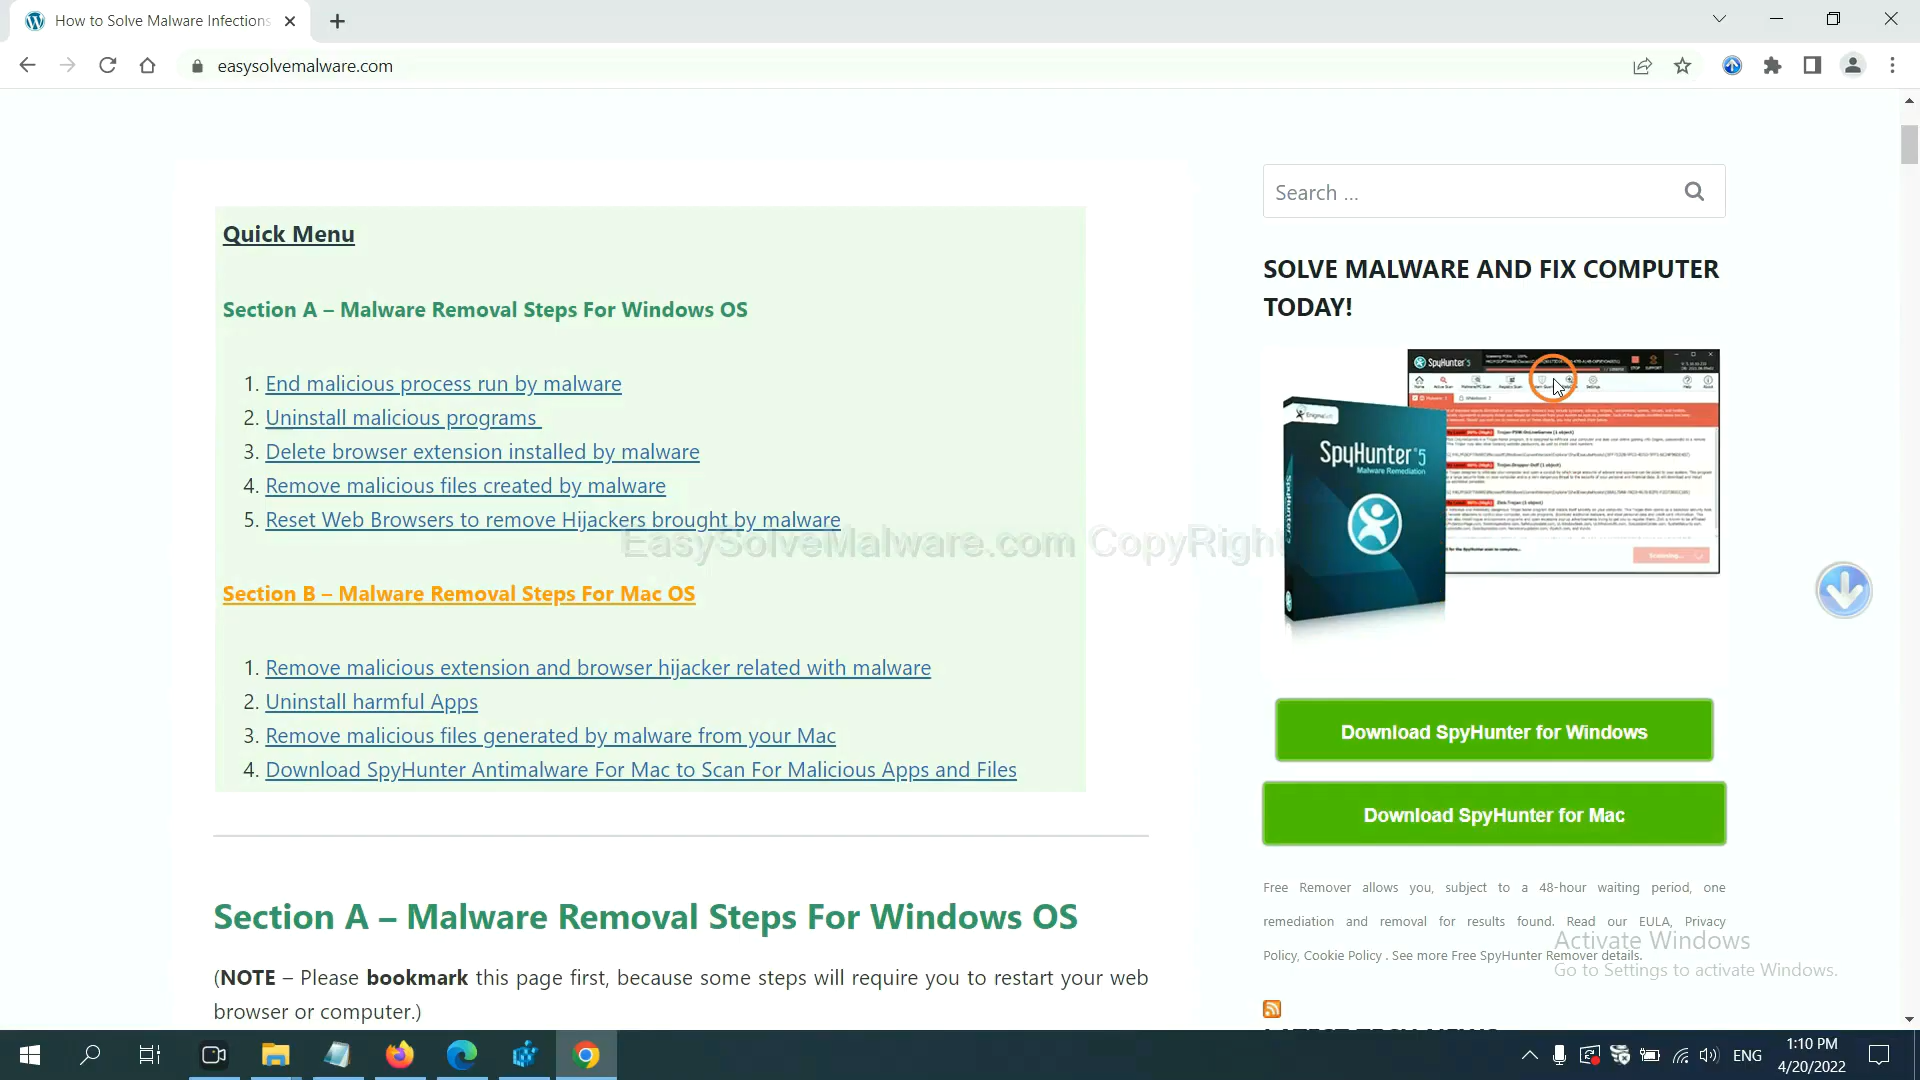 How to Solve Malware Infections
easysolvemalware.com
Search ...
Quick Menu
SOLVE MALWARE AND FIX COMPUTER
TODAY!
Section A – Malware Removal Steps For Windows OS
1. End malicious process run by malware
2. Uninstall malicious programs
3. Delete browser extension installed by malware
4. Remove malicious files created by malware
5. Reset Web Browsers to remove Hijackers brought by malware
EasySolveMalware.com CopyRigh
Section B – Malware Removal Steps For Mac OS
1. Remove malicious extension and browser hijacker related with malware
2. Uninstall harmful Apps
3. Remove malicious files generated by malware from your Mac
4. Download SpyHunter Antimalware For Mac to Scan For Malicious Apps and Files
SpyHunter 5
SpyHunter 5
Malware Remediation
Download SpyHunter for Windows
Download SpyHunter for Mac
Free Remover allows you, subject to a 48-hour waiting period, one
remediation and removal for results found. Read our EULA, Privacy
Policy, Cookie Policy . See more Free SpyHunter Remover details.
Activate Windows
Go to Settings to activate Windows.
Section A – Malware Removal Steps For Windows OS
(NOTE – Please bookmark this page first, because some steps will require you to restart your web
browser or computer.)
LATEST TECH NEWS
ENG
1:10 PM
4/20/2022